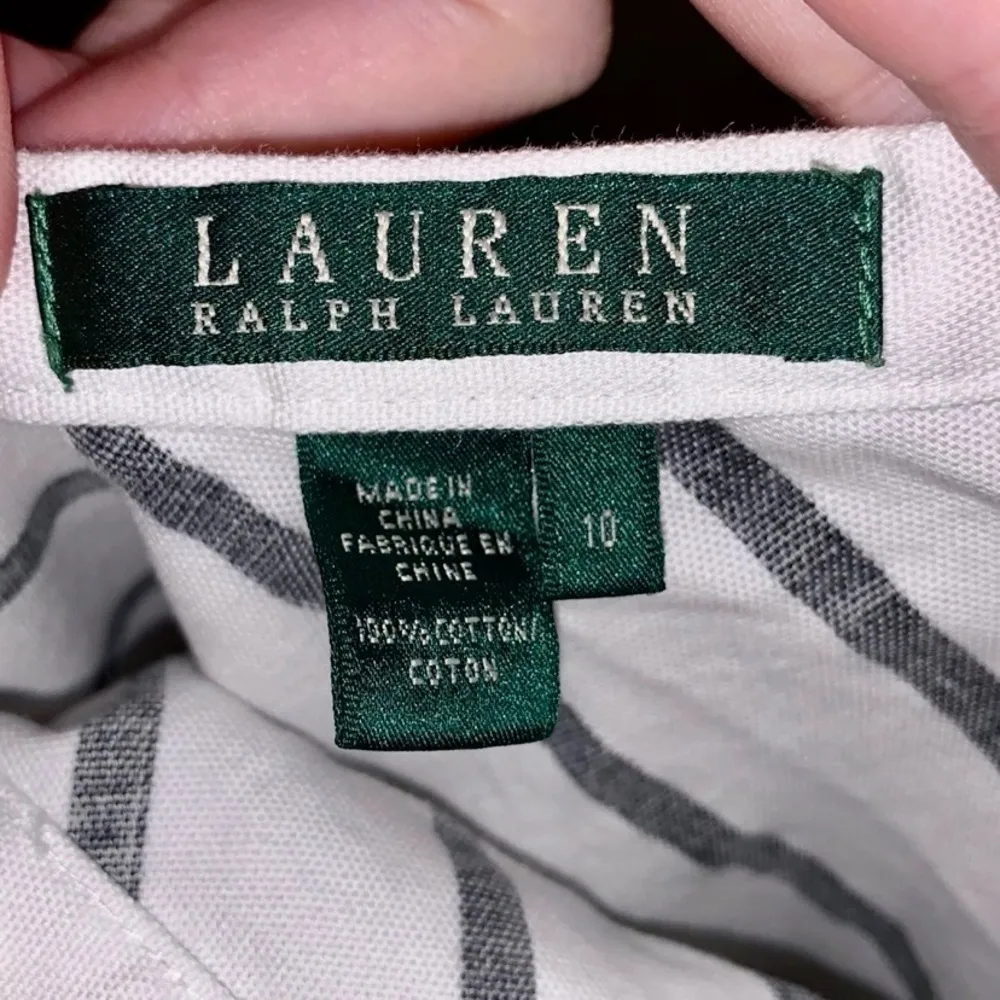 LAUREN
RALPH LAUREN
MADE IN
CHINA
FABRIQUE EN
CHINE
100% COTTON/
COTON
10